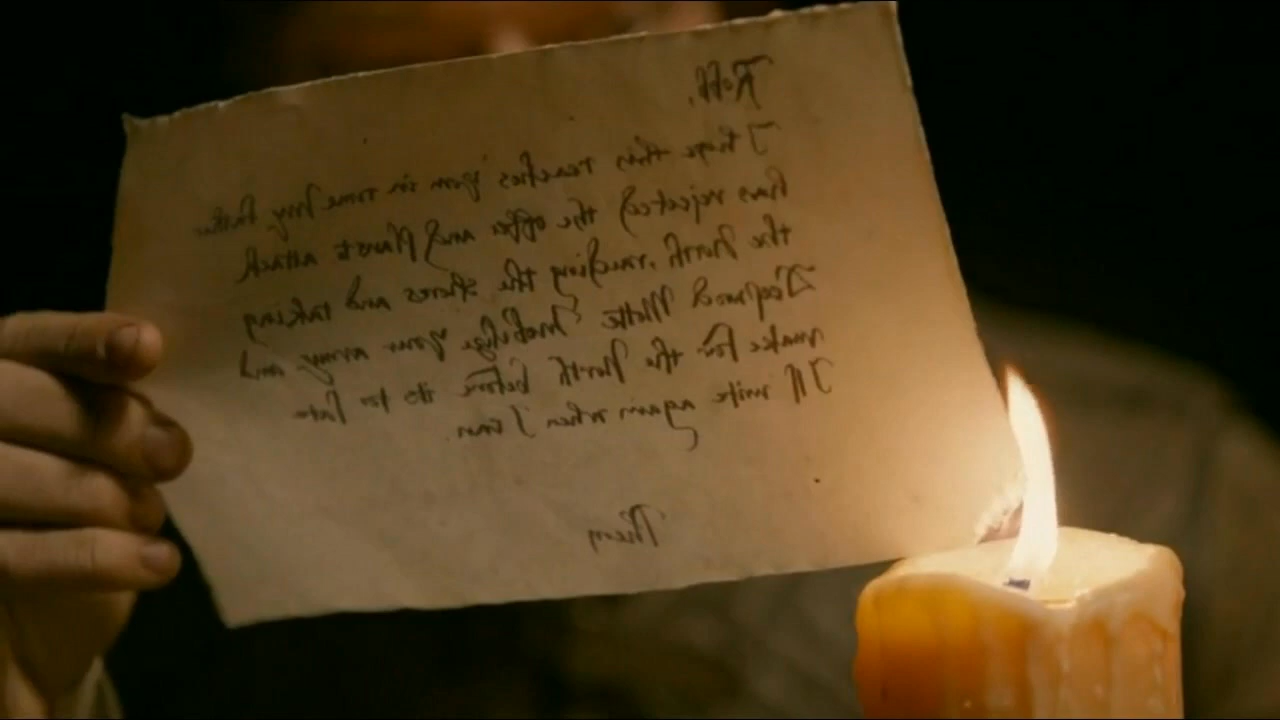 Robb,
I hope this reaches you in time My father
has rejected the offer and plans t attack
the North, raiding the shores and taking
Deepwood Motte Mobilize your army and
make for the North before its too late
I'll write again when I can.
Theon